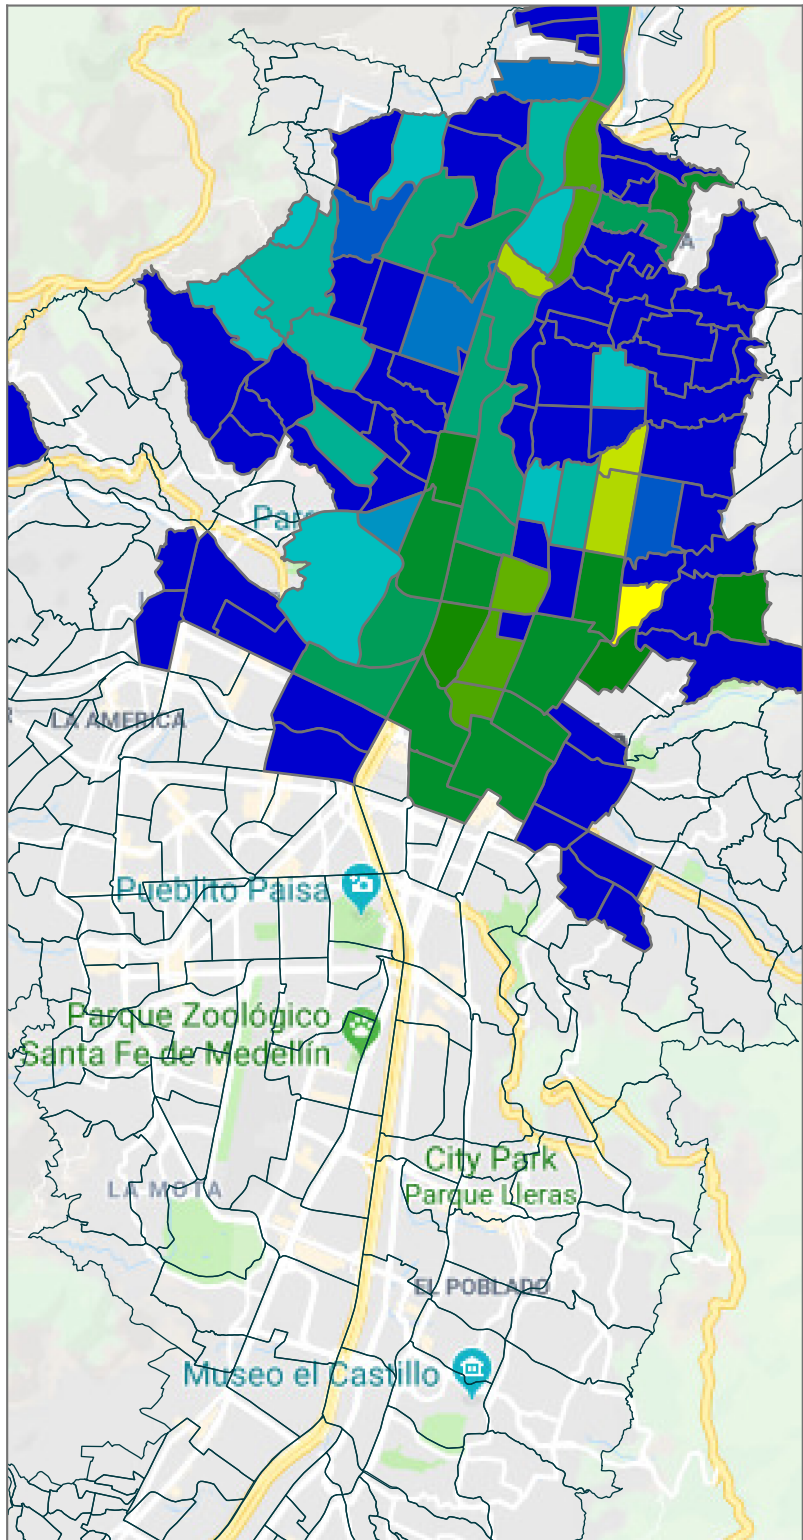 Par
LA AMERICA
Pueblito Paisa
Parque Zoológico
Santa Fe de Medellín
City Park
Parque Lleras
LA MOTA
EL POBLADO
Museo el Castillo